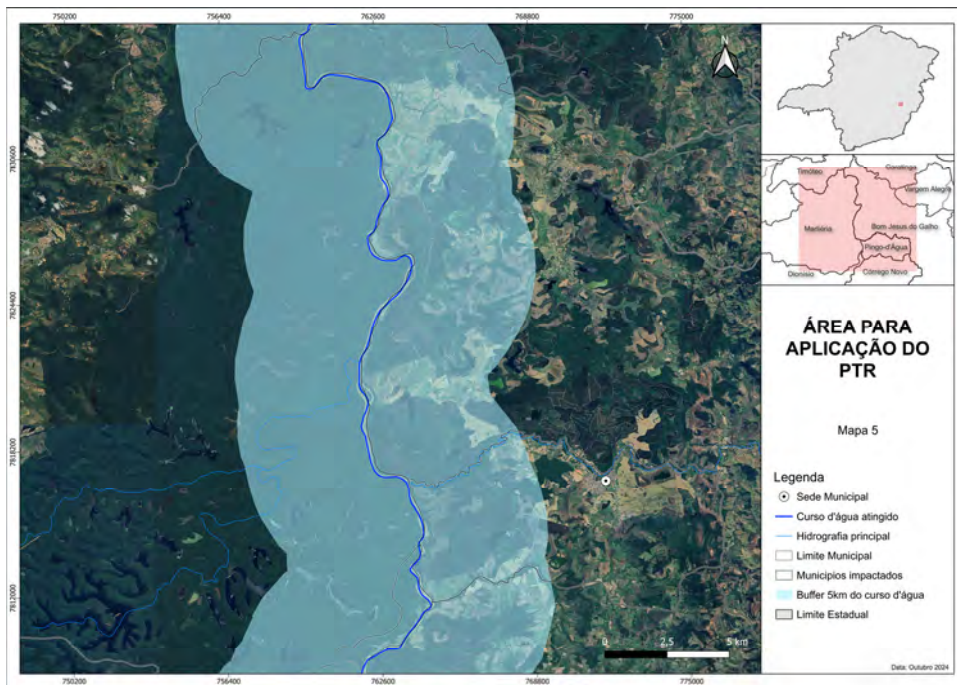 750200 756400 762600 768800 775000
N
7830600
7824400
7818200
7812000
0 2,5 5 km
750200 756400 762600 768800 775000
Timóteo
Vargem Alegre
Marliéria
Bom Jesus do Galho
Pingo-d'Água
Dionísio
Córrego Novo
ÁREA PARA
APLICAÇÃO DO
PTR
Mapa 5
Legenda
Sede Municipal
Curso d'água atingido
Hidrografia principal
Limite Municipal
Municípios impactados
Buffer 5km do curso d'água
Limite Estadual
Data: Outubro 2024